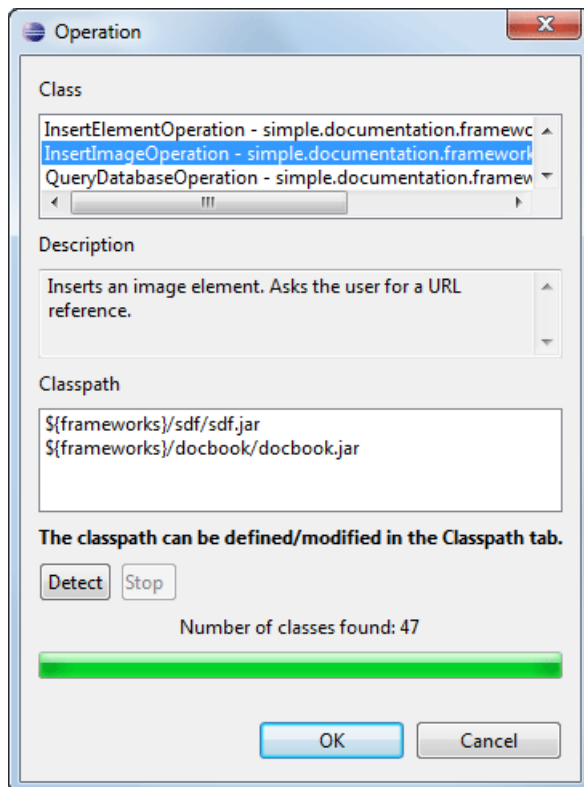 Operation
Class
InsertElementOperation - simple.documentation.framewc
InsertImageOperation - simple.documentation.framework
QueryDatabaseOperation - simple.documentation.framew
Description
Inserts an image element. Asks the user for a URL
reference.
Classpath
${frameworks}/sdf/sdf.jar
${frameworks}/docbook/docbook.jar
The classpath can be defined/modified in the Classpath tab.
Detect Stop
Number of classes found: 47
OK Cancel